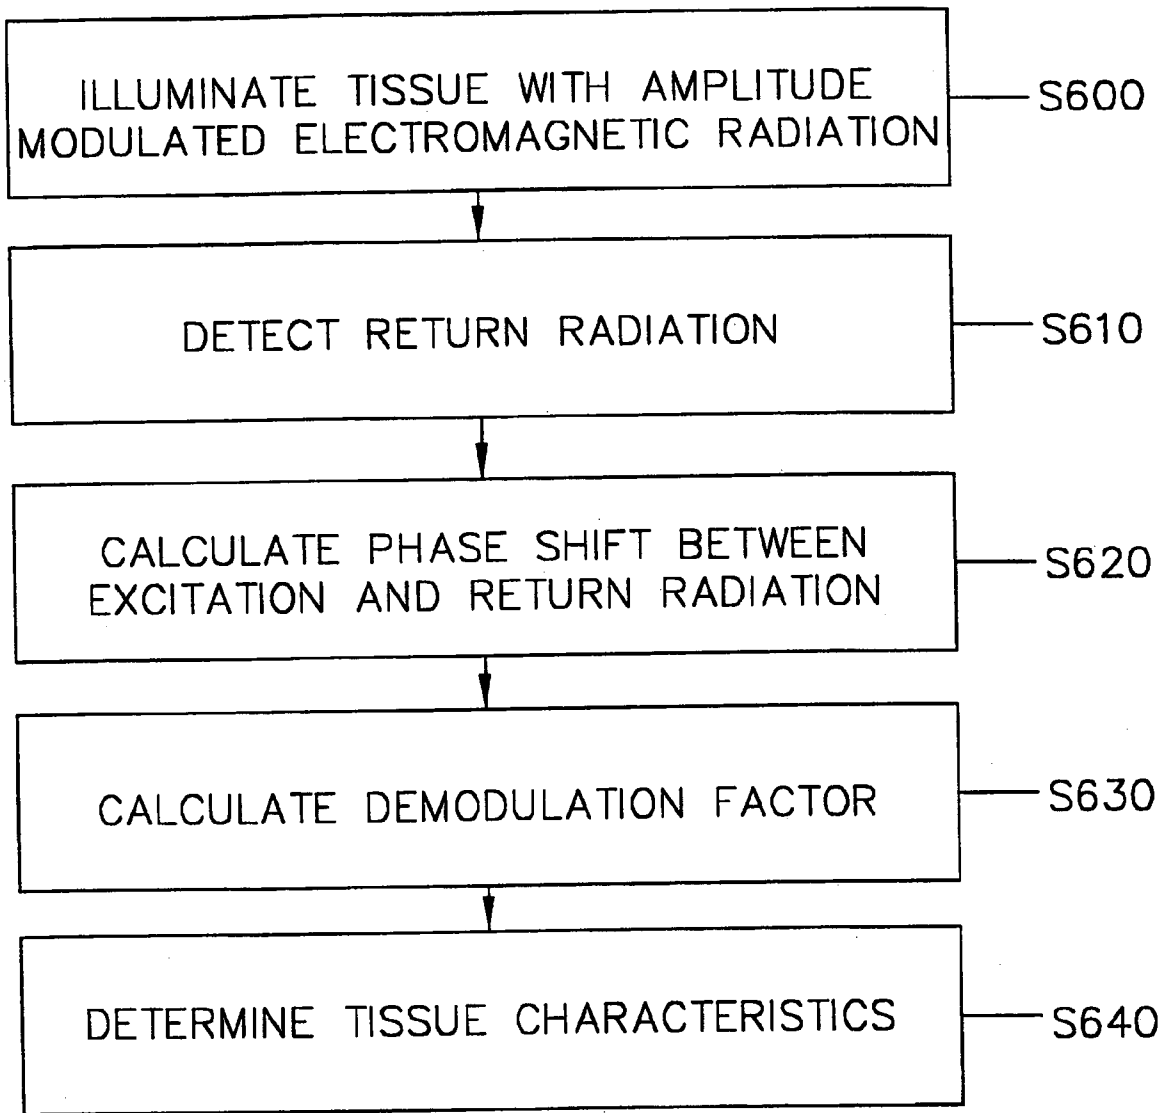 ILLUMINATE TISSUE WITH AMPLITUDE
MODULATED ELECTROMAGNETIC RADIATION
S600
DETECT RETURN RADIATION
S610
CALCULATE PHASE SHIFT BETWEEN
EXCITATION AND RETURN RADIATION
S620
CALCULATE DEMODULATION FACTOR
S630
DETERMINE TISSUE CHARACTERISTICS
S640